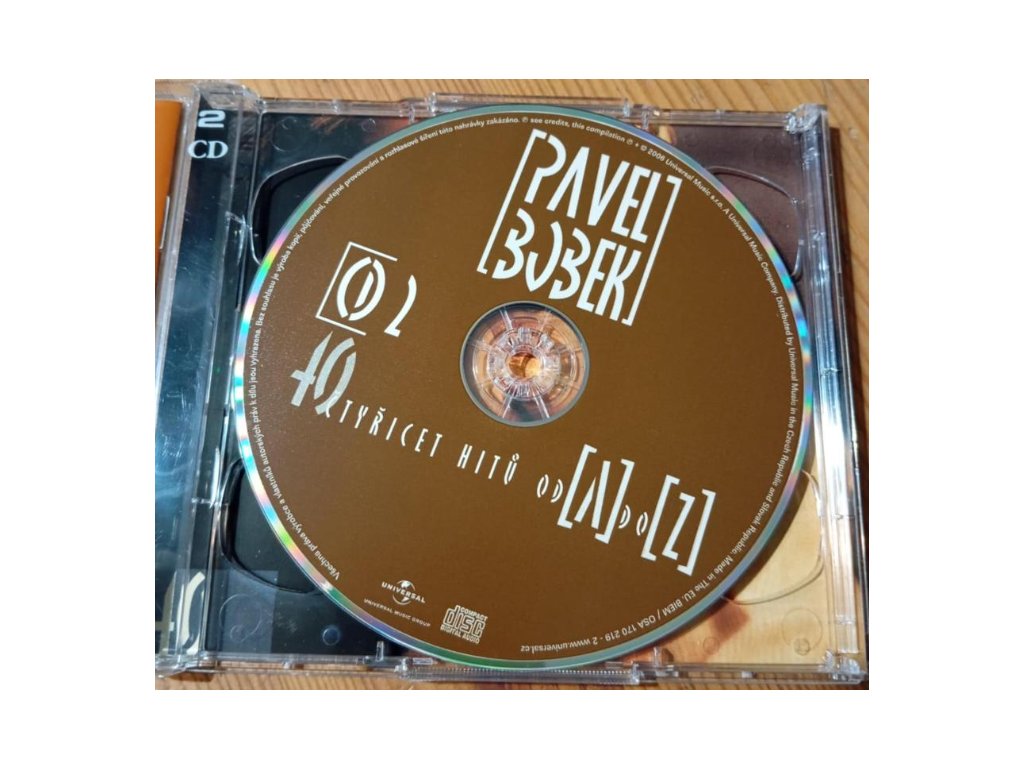 2
CD
PAVEL
BOBEK
CD 2
40
ČTYŘICET HITŮ OD [A] DO [Z]
Všechna práva výrobce a vlastníků autorských práv k dílu jsou vyhrazena. Bez souhlasu je výroba kopií, půjčování, veřejné provozování a rozhlasové šíření této nahrávky zakázáno. ℗ see credits, this compilation ℗ + © 2006 Universal Music s.r.o. A Universal Music Company. Distributed by Universal Music in the Czech Republic and Slovak Republic. Made in The EU. BIEM / OSA 170 219 - 2 www.universal.cz
UNIVERSAL
UNIVERSAL MUSIC GROUP
COMPACT
disc
DIGITAL AUDIO